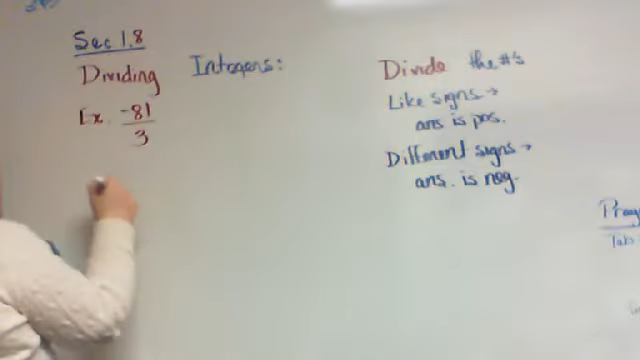 Sec 1.8
Dividing Integers:
Ex. -81
3
Divide the #'s
Like signs →
ans is pos.
Different signs →
ans. is neg.